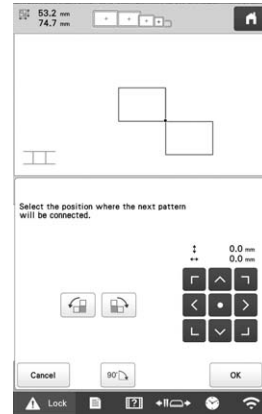 53.2 mm
74.7 mm
Select the position where the next pattern
will be connected.
0.0 mm
0.0 mm
Cancel
90°
OK
Lock